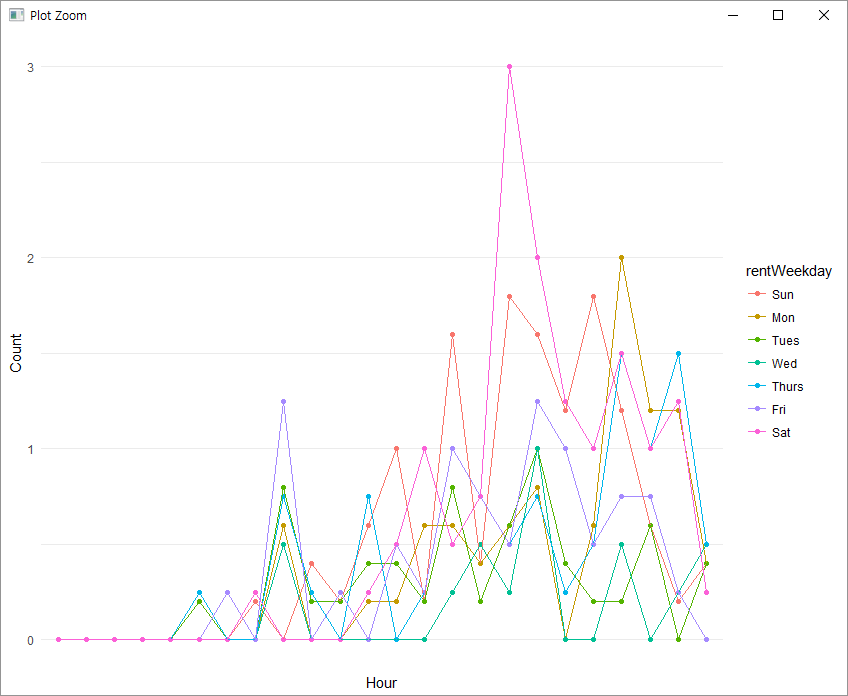 Plot Zoom
3
2
1
0
Count
Hour
rentWeekday
Sun
Mon
Tues
Wed
Thurs
Fri
Sat